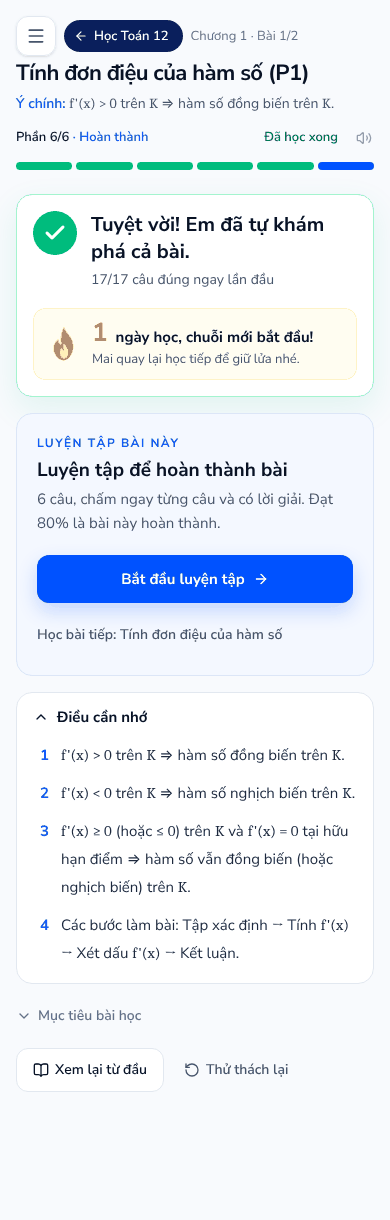 Học Toán 12
Chương 1 · Bài 1/2
Tính đơn điệu của hàm số (P1)
Ý chính: f'(x) > 0 trên K ⇒ hàm số đồng biến trên K.
Phần 6/6 · Hoàn thành
Đã học xong
Tuyệt vời! Em đã tự khám
phá cả bài.
17/17 câu đúng ngay lần đầu
1 ngày học, chuỗi mới bắt đầu!
Mai quay lại học tiếp để giữ lửa nhé.
LUYỆN TẬP BÀI NÀY
Luyện tập để hoàn thành bài
6 câu, chấm ngay từng câu và có lời giải. Đạt
80% là bài này hoàn thành.
Bắt đầu luyện tập →
Học bài tiếp: Tính đơn điệu của hàm số
Điều cần nhớ
1 f'(x) > 0 trên K ⇒ hàm số đồng biến trên K.
2 f'(x) < 0 trên K ⇒ hàm số nghịch biến trên K.
3 f'(x) ≥ 0 (hoặc ≤ 0) trên K và f'(x) = 0 tại hữu
hạn điểm ⇒ hàm số vẫn đồng biến (hoặc
nghịch biến) trên K.
4 Các bước làm bài: Tập xác định → Tính f'(x)
→ Xét dấu f'(x) → Kết luận.
Mục tiêu bài học
Xem lại từ đầu
Thử thách lại